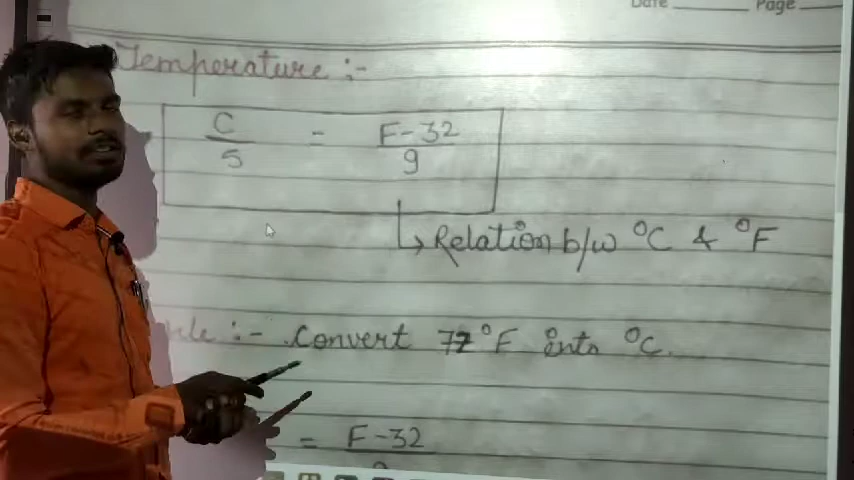 Date Page
Temperature :-
C/5 = F-32/9
Relation b/w °C & °F
:- Convert 77°F into °C.
= F-32